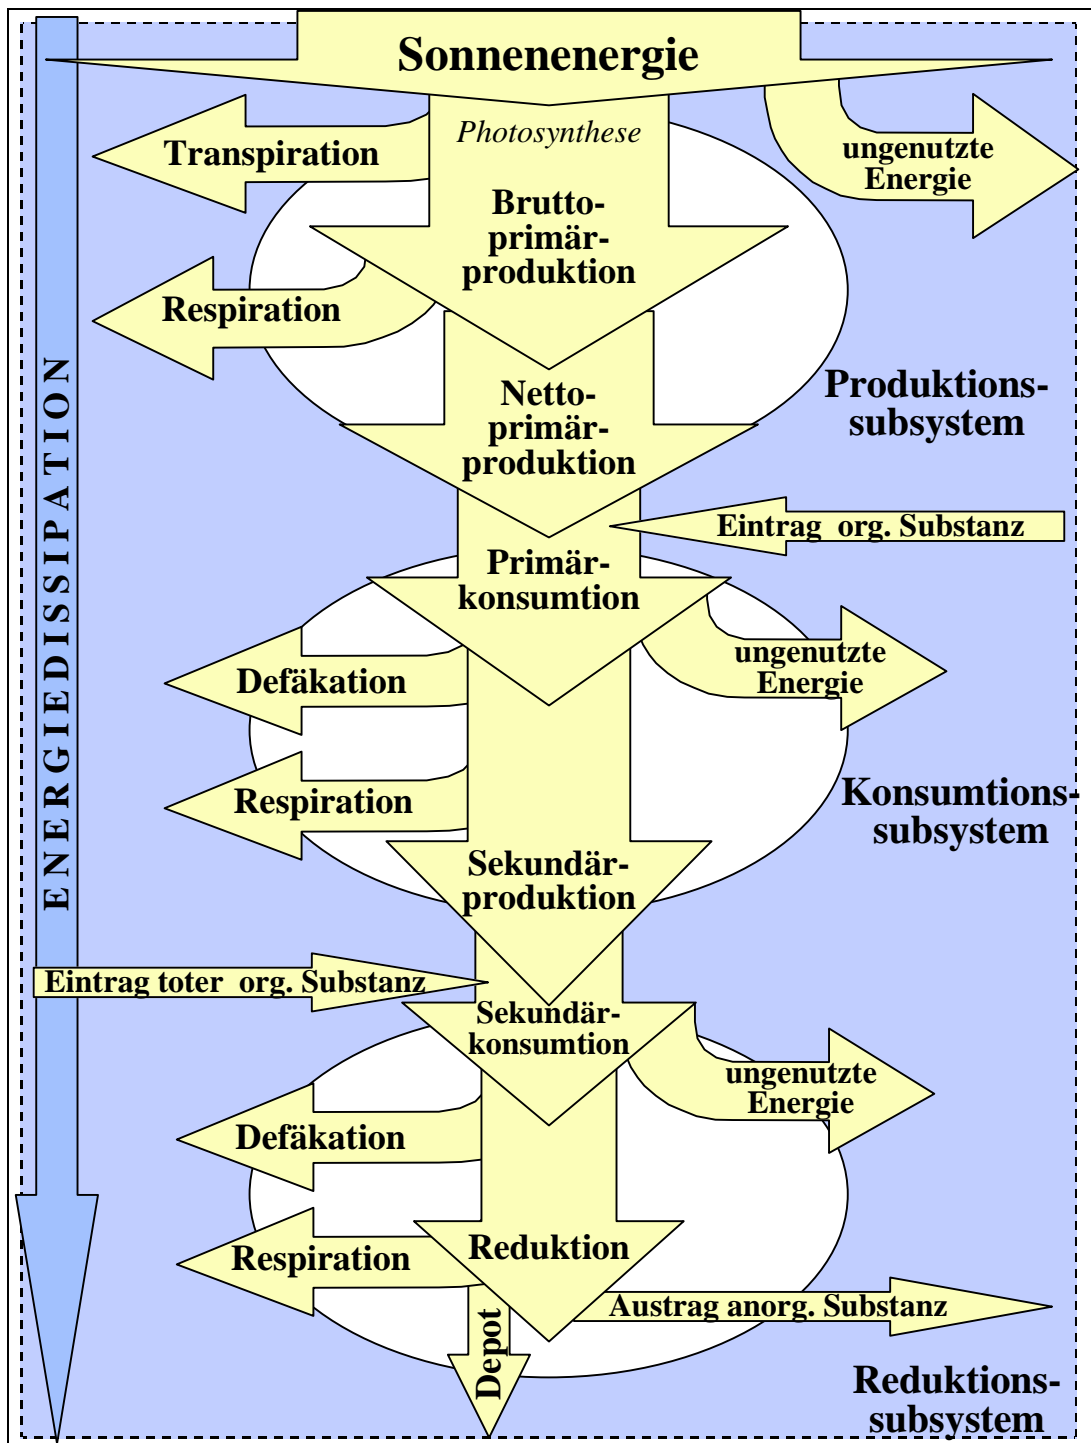 Sonnenenergie
Photosynthese
Transpiration
ungenutzte
Energie
Brutto-
primär-
produktion
Respiration
Produktions-
subsystem
Netto-
primär-
produktion
Eintrag org. Substanz
Primär-
konsumtion
ungenutzte
Energie
Defäkation
Respiration
Konsumtions-
subsystem
Sekundär-
produktion
Eintrag toter org. Substanz
Sekundär-
konsumtion
ungenutzte
Energie
Defäkation
Respiration
Reduktion
Austrag anorg. Substanz
Depot
Reduktions-
subsystem
ENERGIEDISSIPATION